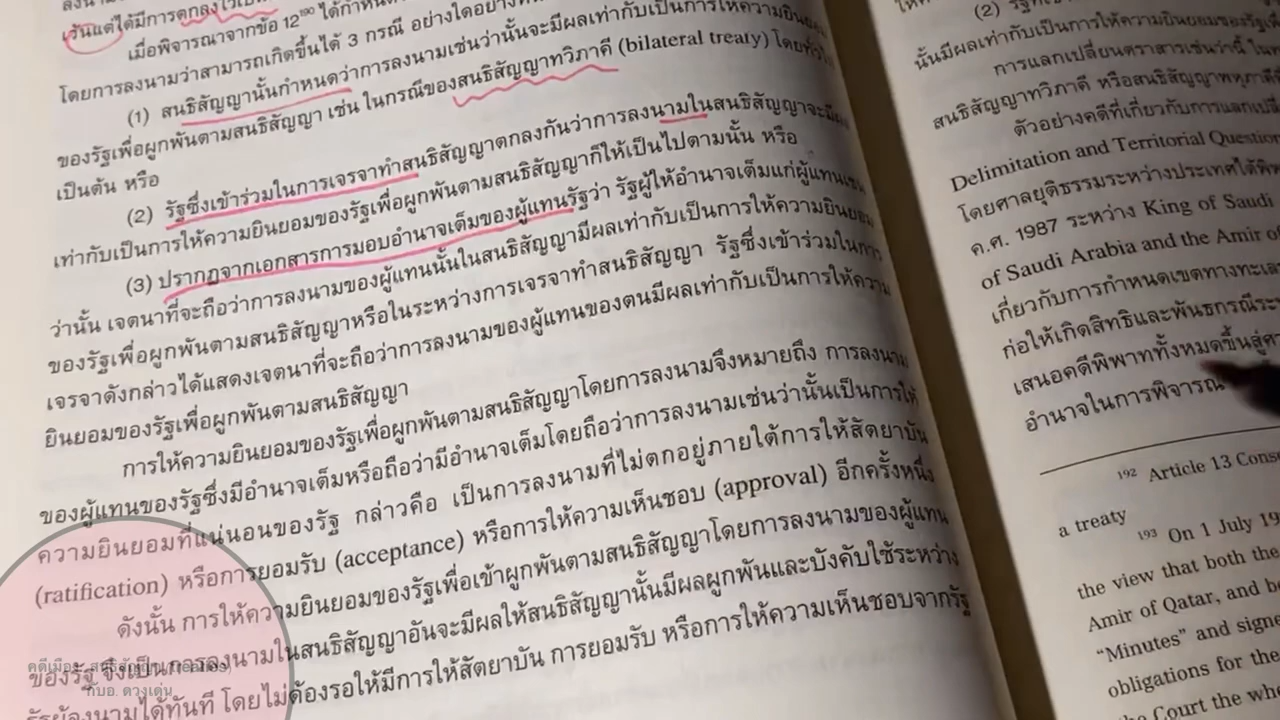 เว้นแต่ได้มีการตกลงไว้เป็น
เมื่อพิจารณาจากข้อ 12¹⁹⁰ ได้กำหนด
โดยการลงนามว่าสามารถเกิดขึ้นได้ 3 กรณี อย่างใดอย่าง
(1) สนธิสัญญานั้นกำหนดว่าการลงนามเช่นว่านั้นจะมีผลเท่ากับเป็นการให้ความยินยอม
ของรัฐเพื่อผูกพันตามสนธิสัญญา เช่น ในกรณีของสนธิสัญญาทวิภาคี (bilateral treaty) โดยทั่วไป
สนธิสัญญาตกลงกันว่าการลงนามในสนธิสัญญาจะมีผล
เป็นต้น หรือ
(2) รัฐซึ่งเข้าร่วมในการเจรจาทำ
เท่ากับเป็นการให้ความยินยอมของรัฐเพื่อผูกพันตามสนธิสัญญาก็ให้เป็นไปตามนั้น หรือ
(3) ปรากฏจากเอกสารการมอบอำนาจเต็มของผู้แทนรัฐว่า รัฐผู้ให้อำนาจเต็มแก่ผู้แทน
ว่านั้น เจตนาที่จะถือว่าการลงนามของผู้แทนนั้นในสนธิสัญญามีผลเท่ากับเป็นการให้ความยินยอม
ของรัฐเพื่อผูกพันตามสนธิสัญญาหรือในระหว่างการเจรจาทำสนธิสัญญา รัฐซึ่งเข้าร่วมในการ
เจรจาดังกล่าวได้แสดงเจตนาที่จะถือว่าการลงนามของผู้แทนของตนมีผลเท่ากับเป็นการให้ความ
ยินยอมของรัฐเพื่อผูกพันตามสนธิสัญญา
การให้ความยินยอมของรัฐเพื่อผูกพันตามสนธิสัญญาโดยการลงนามจึงหมายถึง การลงนาม
ของผู้แทนของรัฐซึ่งมีอำนาจเต็มหรือถือว่ามีอำนาจเต็มโดยถือว่าการลงนามเช่นว่านั้นเป็นการให้
ความยินยอมที่แน่นอนของรัฐ กล่าวคือ เป็นการลงนามที่ไม่ตกอยู่ภายใต้การให้สัตยาบัน
(ratification) หรือการยอมรับ (acceptance) หรือการให้ความเห็นชอบ (approval) อีกครั้งหนึ่ง
ดังนั้น การให้ความยินยอมของรัฐเพื่อเข้าผูกพันตามสนธิสัญญาโดยการลงนามของผู้แทน
ของรัฐ จึงเป็นการลงนามในสนธิสัญญาอันจะมีผลให้สนธิสัญญานั้นมีผลผูกพันและบังคับใช้ระหว่าง
รัฐผู้ลงนามได้ทันที โดยไม่ต้องรอให้มีการให้สัตยาบัน การยอมรับ หรือการให้ความเห็นชอบจากรัฐ
กับอ. ดวงเด่น
(2)
นั้นมีผลเท่ากับเป็นการให้ความยินยอมของรัฐ
การแลกเปลี่ยนตราสารเช่นว่านี้
สนธิสัญญาทวิภาคี หรือสนธิสัญญาพหุภาคี
ตัวอย่างคดีที่เกี่ยวกับการแลกเปลี่
Delimitation and Territorial Question
โดยศาลยุติธรรมระหว่างประเทศได้
ค.ศ. 1987 ระหว่าง King of Saudi
of Saudi Arabia and the Amir of
เกี่ยวกับการกำหนดเขตทางทะเล
ก่อให้เกิดสิทธิและพันธกรณี
เสนอคดีพิพาททั้งหมดขึ้นสู่
อำนาจในการพิจารณ
¹⁹² Article 13
a treaty
¹⁹³ On 1 July
the view that both the
Amir of Qatar, and
“Minutes” and signe
obligations for the
the Court the